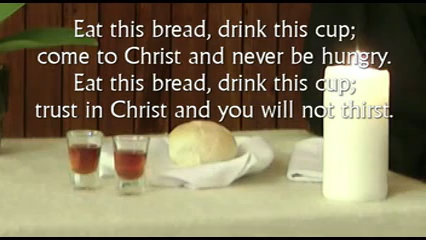 Eat this bread, drink this cup;
come to Christ and never be hungry.
Eat this bread, drink this cup;
trust in Christ and you will not thirst.